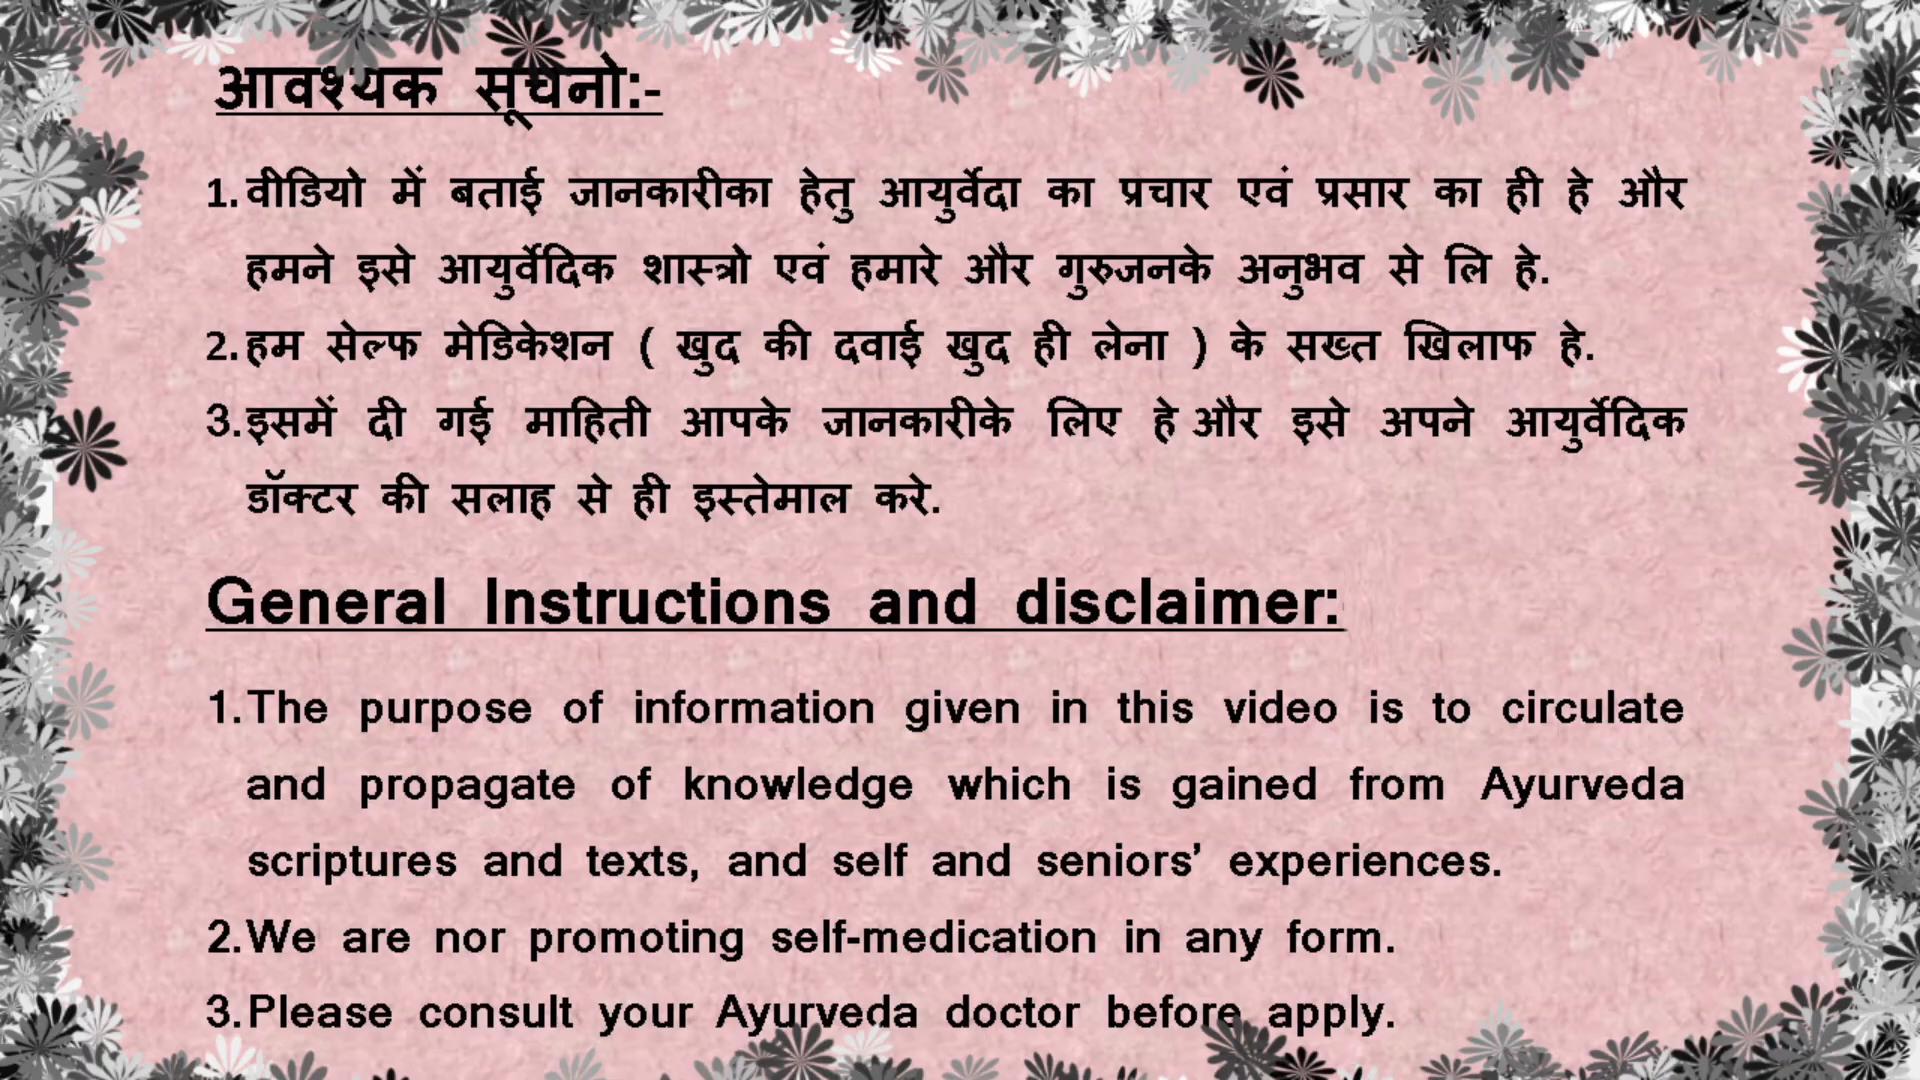 आवश्यक सूचनो:-
1. वीडियो में बताई जानकारीका हेतु आयुर्वेदा का प्रचार एवं प्रसार का ही हे और
हमने इसे आयुर्वेदिक शास्त्रो एवं हमारे और गुरुजनके अनुभव से लि हे.
2. हम सेल्फ मेडिकेशन ( खुद की दवाई खुद ही लेना ) के सख्त खिलाफ हे.
3. इसमें दी गई माहिती आपके जानकारीके लिए हे और इसे अपने आयुर्वेदिक
डॉक्टर की सलाह से ही इस्तेमाल करे.
General Instructions and disclaimer:
1. The purpose of information given in this video is to circulate
and propagate of knowledge which is gained from Ayurveda
scriptures and texts, and self and seniors’ experiences.
2. We are nor promoting self-medication in any form.
3. Please consult your Ayurveda doctor before apply.